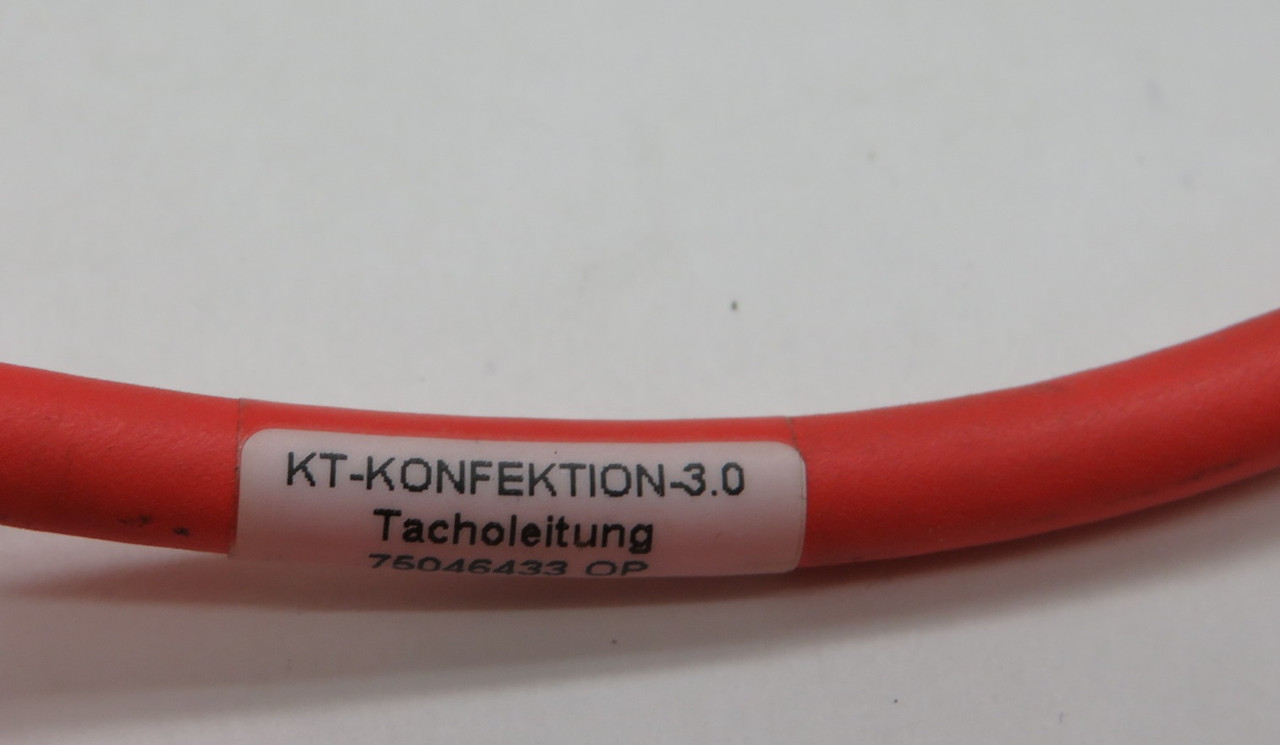 KT-KONFEKTION-3.0
Tacholeitung
75046433 OP